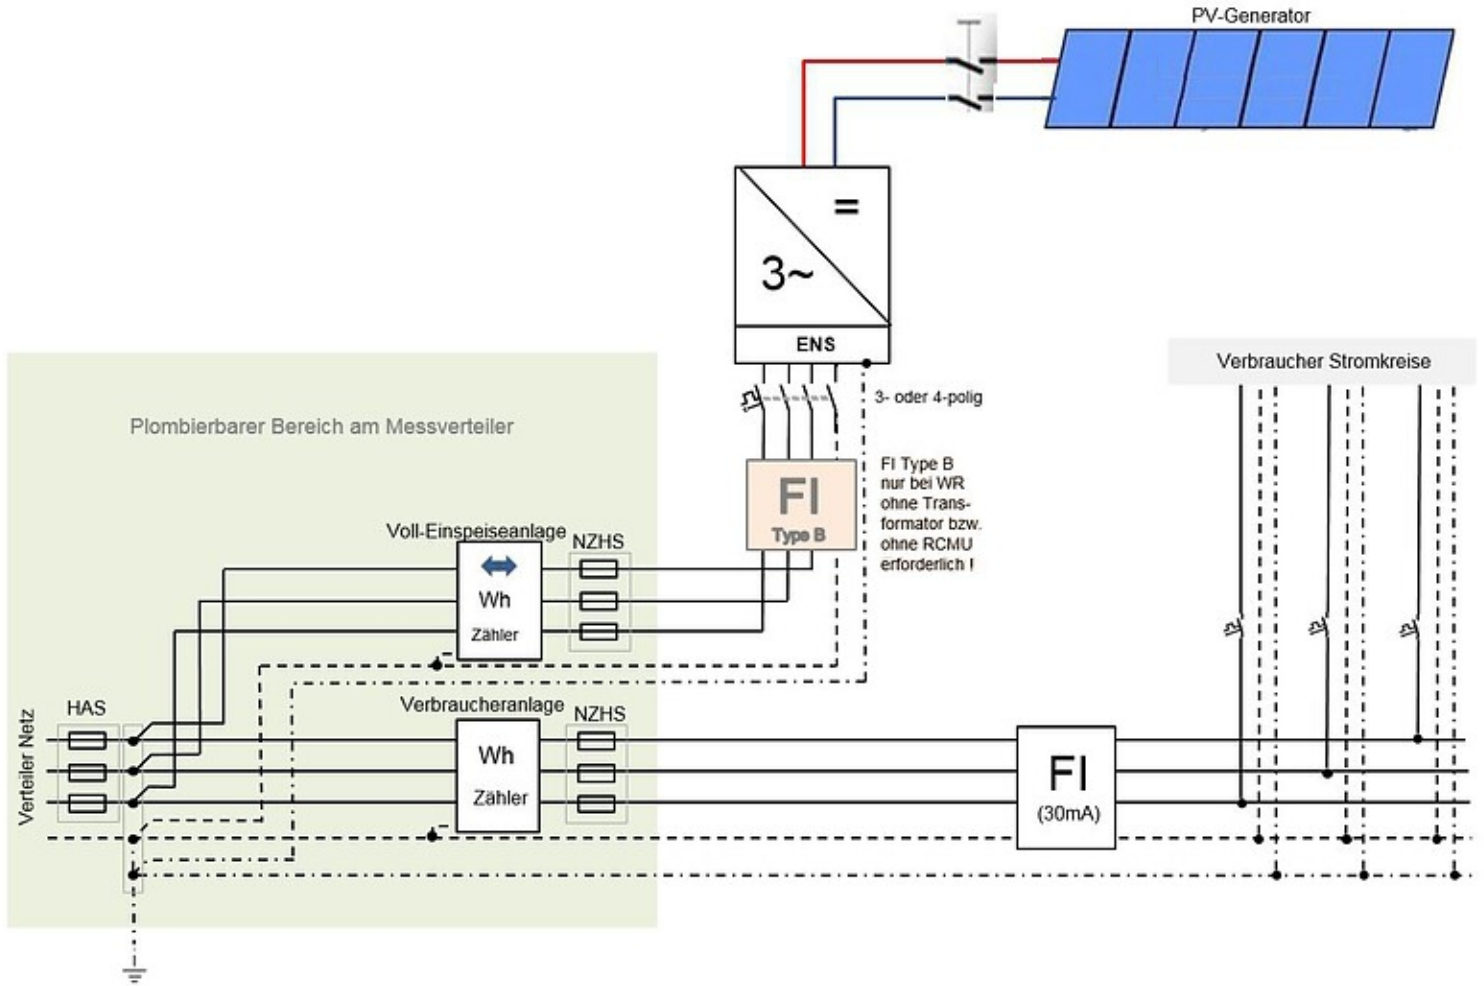 PV-Generator
=
3~
ENS
Verbraucher Stromkreise
3- oder 4-polig
Plombierbarer Bereich am Messverteiler
FI
Type B
FI Type B
nur bei WR
ohne Trans-
formator bzw.
ohne RCMU
erforderlich !
Voll-Einspeiseanlage
NZHS
Wh
Zähler
HAS
Verbraucheranlage
NZHS
Verteiler Netz
Wh
Zähler
FI
(30mA)